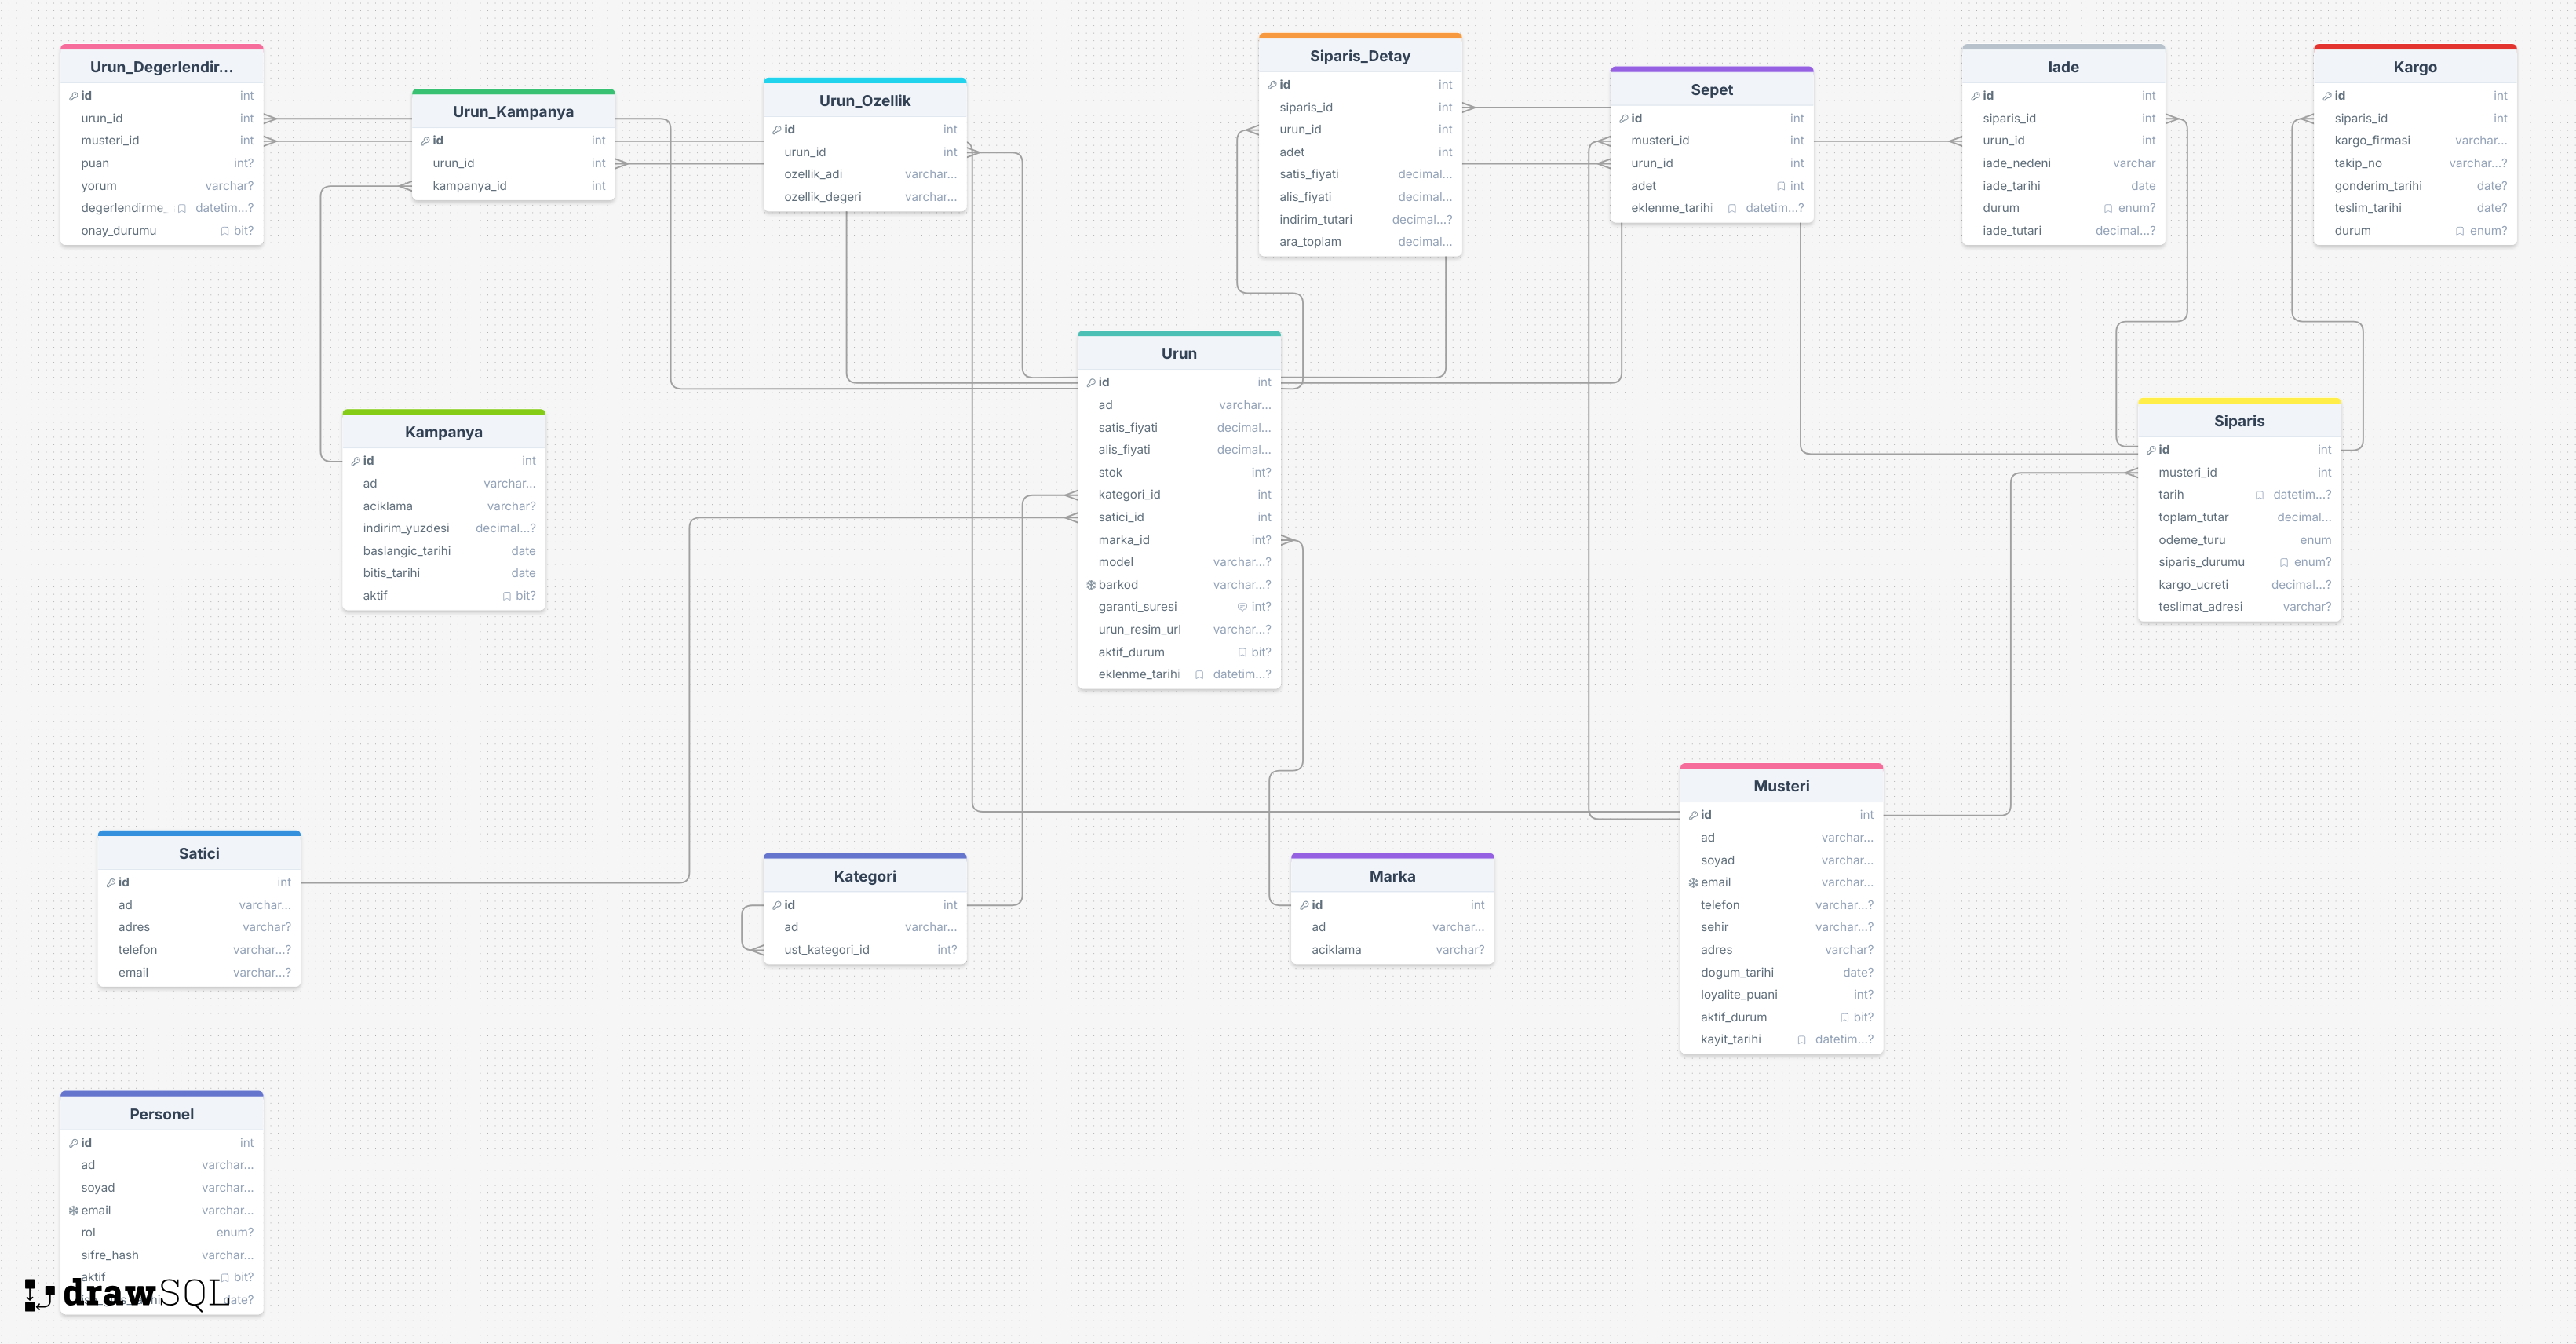 Urun_Degerlendir...
id int
urun_id int
musteri_id int
puan int?
yorum varchar?
degerlendirme_ datetim...?
onay_durumu bit?
Urun_Kampanya
id int
urun_id int
kampanya_id int
Urun_Ozellik
id int
urun_id int
ozellik_adi varchar...
ozellik_degeri varchar...
Siparis_Detay
id int
siparis_id int
urun_id int
adet int
satis_fiyati decimal...
alis_fiyati decimal...
indirim_tutari decimal...?
ara_toplam decimal...
Sepet
id int
musteri_id int
urun_id int
adet int
eklenme_tarihi datetim...?
Iade
id int
siparis_id int
urun_id int
iade_nedeni varchar
iade_tarihi date
durum enum?
iade_tutari decimal...?
Kargo
id int
siparis_id int
kargo_firmasi varchar...
takip_no varchar...?
gonderim_tarihi date?
teslim_tarihi date?
durum enum?
Urun
id int
ad varchar...
satis_fiyati decimal...
alis_fiyati decimal...
stok int?
kategori_id int
satici_id int
marka_id int?
model varchar...?
barkod varchar...?
garanti_suresi int?
urun_resim_url varchar...?
aktif_durum bit?
eklenme_tarihi datetim...?
Kampanya
id int
ad varchar...
aciklama varchar?
indirim_yuzdesi decimal...?
baslangic_tarihi date
bitis_tarihi date
aktif bit?
Siparis
id int
musteri_id int
tarih datetim...?
toplam_tutar decimal...
odeme_turu enum
siparis_durumu enum?
kargo_ucreti decimal...?
teslimat_adresi varchar?
Satici
id int
ad varchar...
adres varchar?
telefon varchar...?
email varchar...?
Kategori
id int
ad varchar...
ust_kategori_id int?
Marka
id int
ad varchar...
aciklama varchar?
Musteri
id int
ad varchar...
soyad varchar...
email varchar...
telefon varchar...?
sehir varchar...?
adres varchar?
dogum_tarihi date?
loyalite_puani int?
aktif_durum bit?
kayit_tarihi datetim...?
Personel
id int
ad varchar...
soyad varchar...
email varchar...
rol enum?
sifre_hash varchar...
aktif bit?
date?
drawSQL